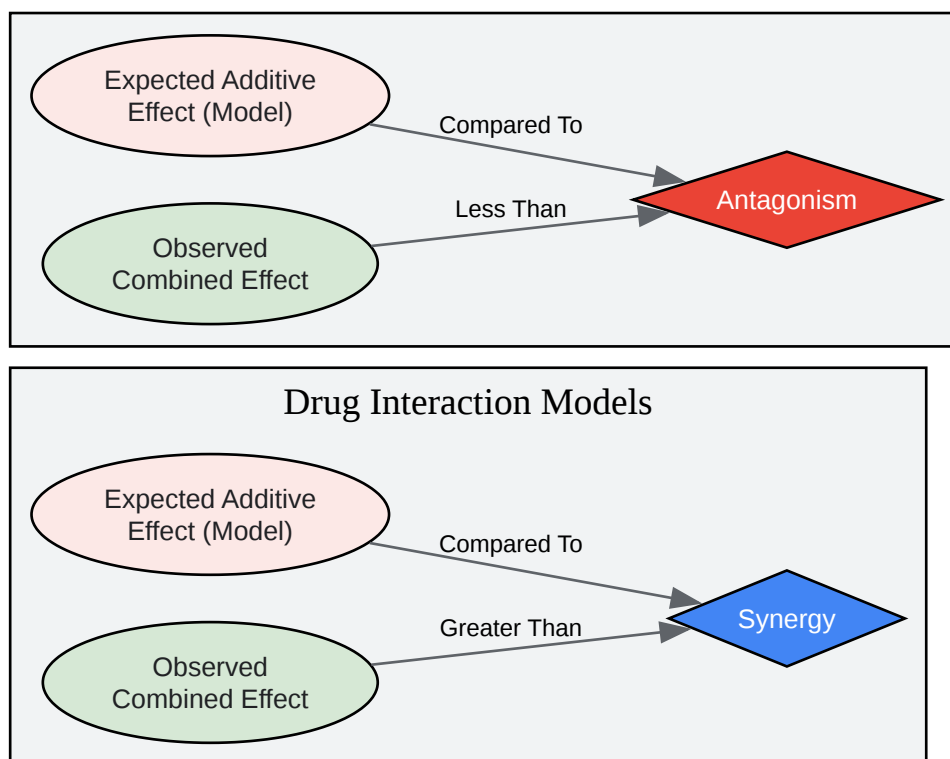 Expected Additive
Effect (Model)
Compared To
Antagonism
Less Than
Observed
Combined Effect
Drug Interaction Models
Expected Additive
Effect (Model)
Compared To
Synergy
Greater Than
Observed
Combined Effect